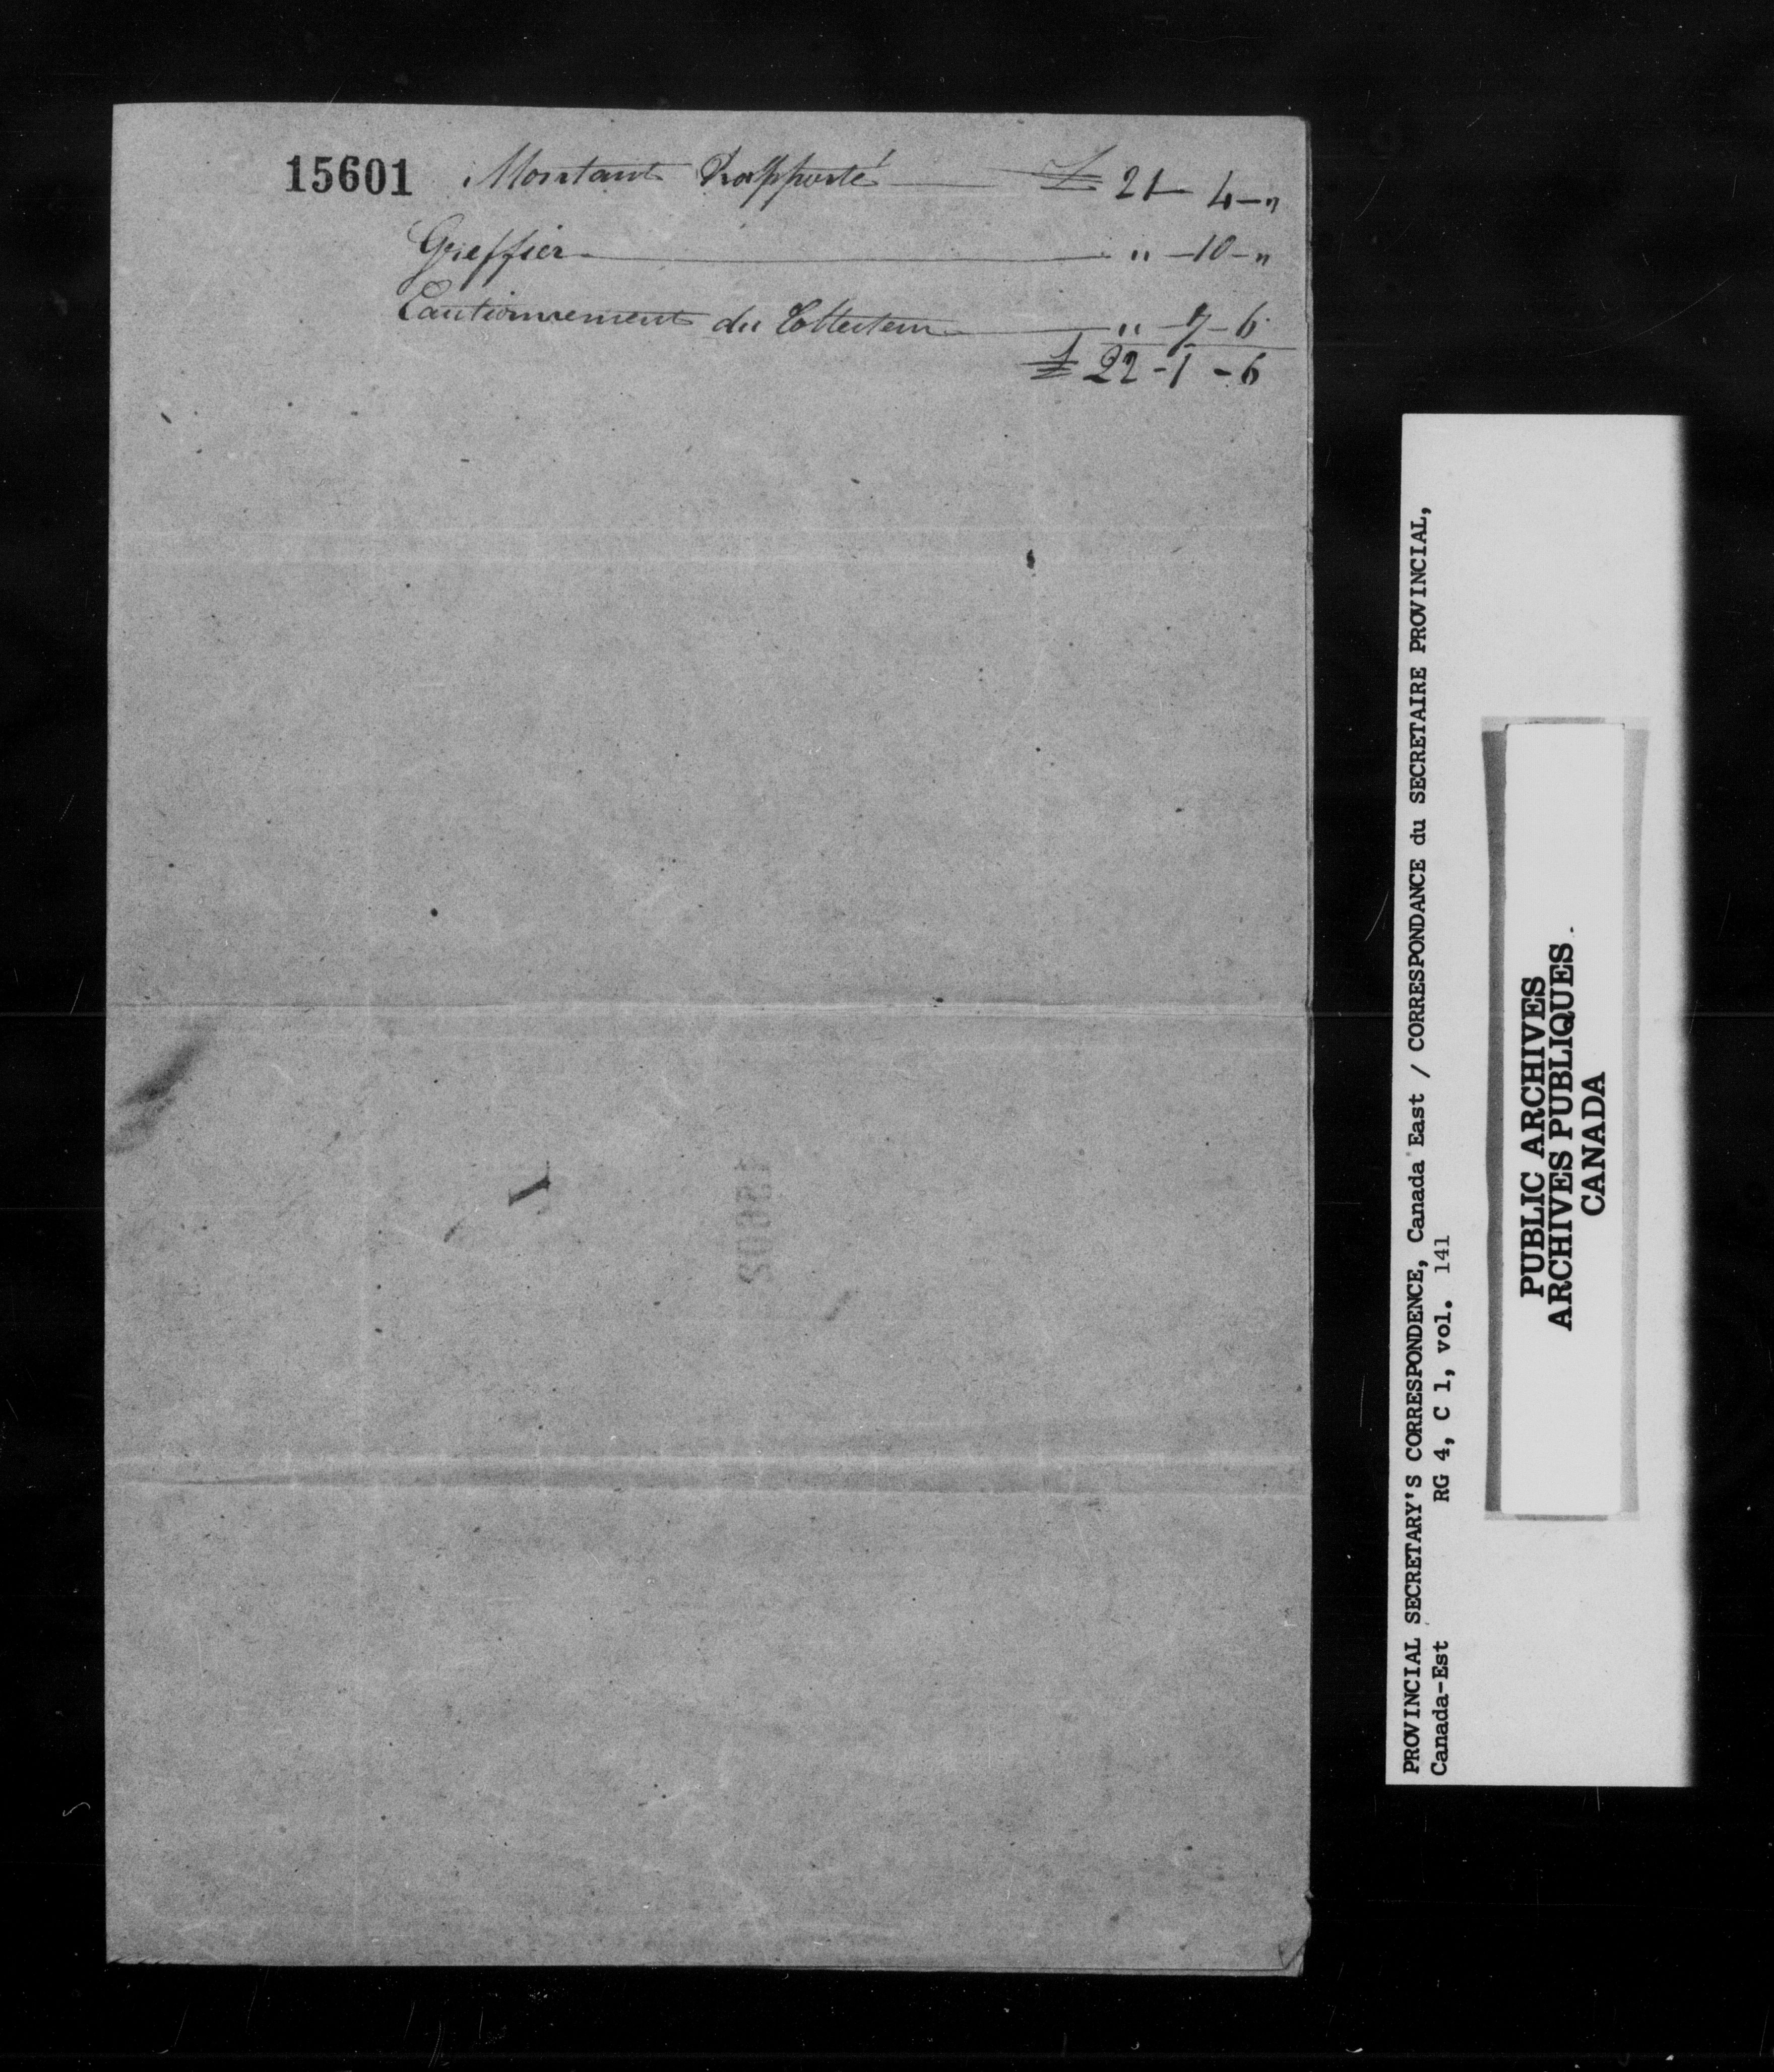 15601 Montant Rapporté £ 21 - 4 - "
Greffier " - 10 - "
Cautionnement du Collecteur " - 7 - 6
£ 22 - 1 - 6
PROVINCIAL SECRETARY'S CORRESPONDENCE, Canada East / CORRESPONDANCE du SECRETAIRE PROVINCIAL,
Canada-Est RG 4, C 1, vol. 141
PUBLIC ARCHIVES
ARCHIVES PUBLIQUES
CANADA